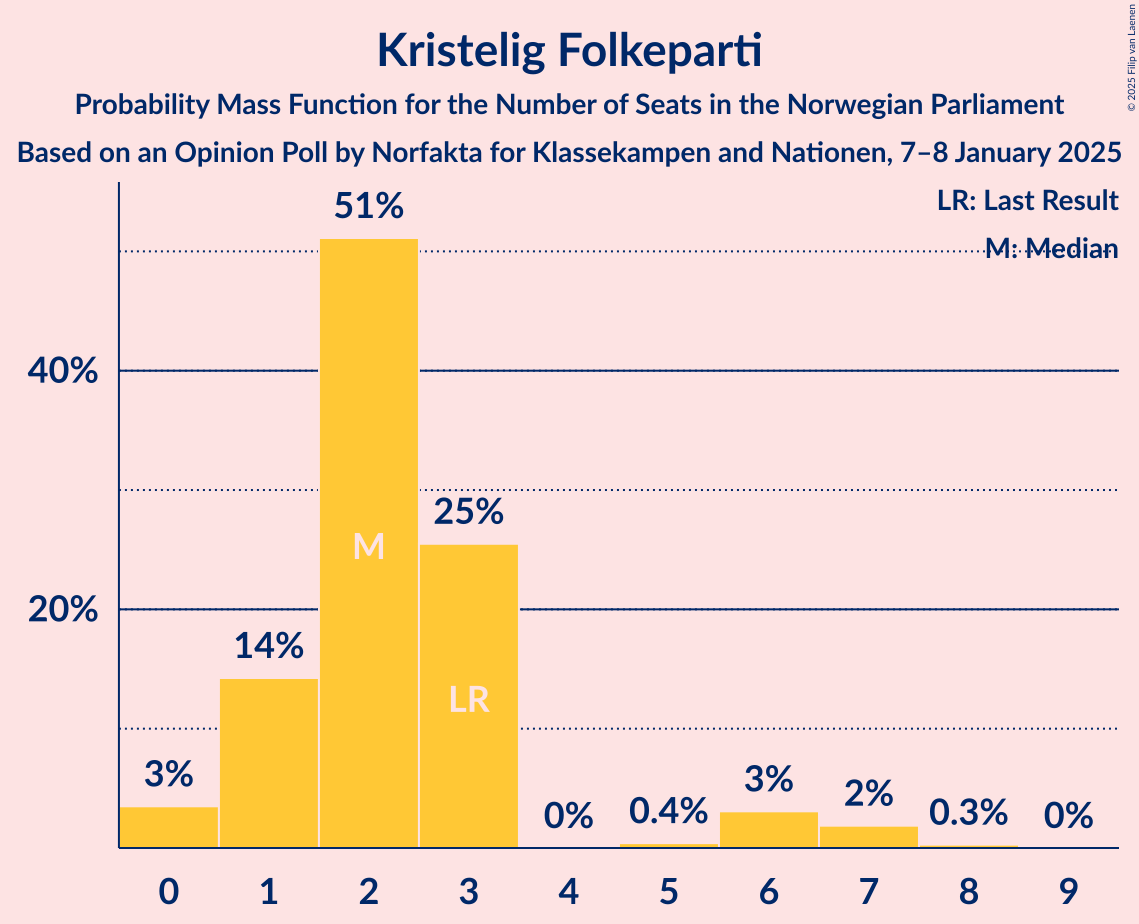 Kristelig Folkeparti
Probability Mass Function for the Number of Seats in the Norwegian Parliament
Based on an Opinion Poll by Norfakta for Klassekampen and Nationen, 7–8 January 2025
© 2025 Filip van Laenen
LR: Last Result
M: Median
51%
40%
25%
M
20%
14%
LR
3%
0%
0.4%
3%
2%
0.3%
0%
0 1 2 3 4 5 6 7 8 9